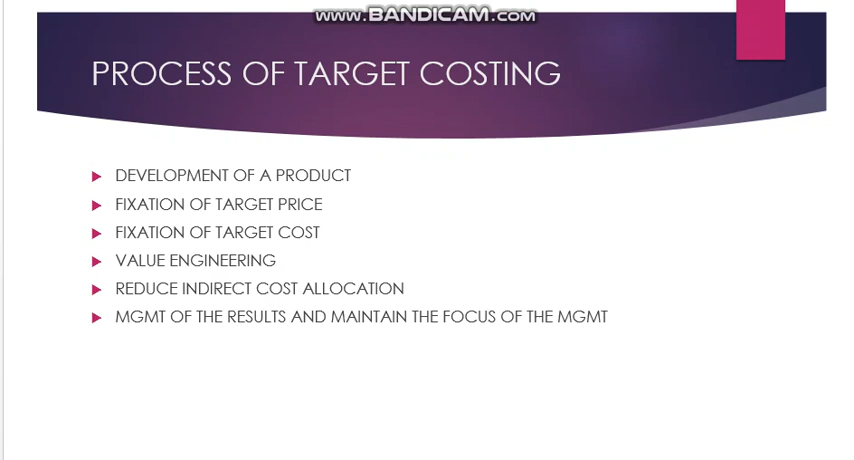 www.BANDICAM.com
PROCESS OF TARGET COSTING
DEVELOPMENT OF A PRODUCT
FIXATION OF TARGET PRICE
FIXATION OF TARGET COST
VALUE ENGINEERING
REDUCE INDIRECT COST ALLOCATION
MGMT OF THE RESULTS AND MAINTAIN THE FOCUS OF THE MGMT